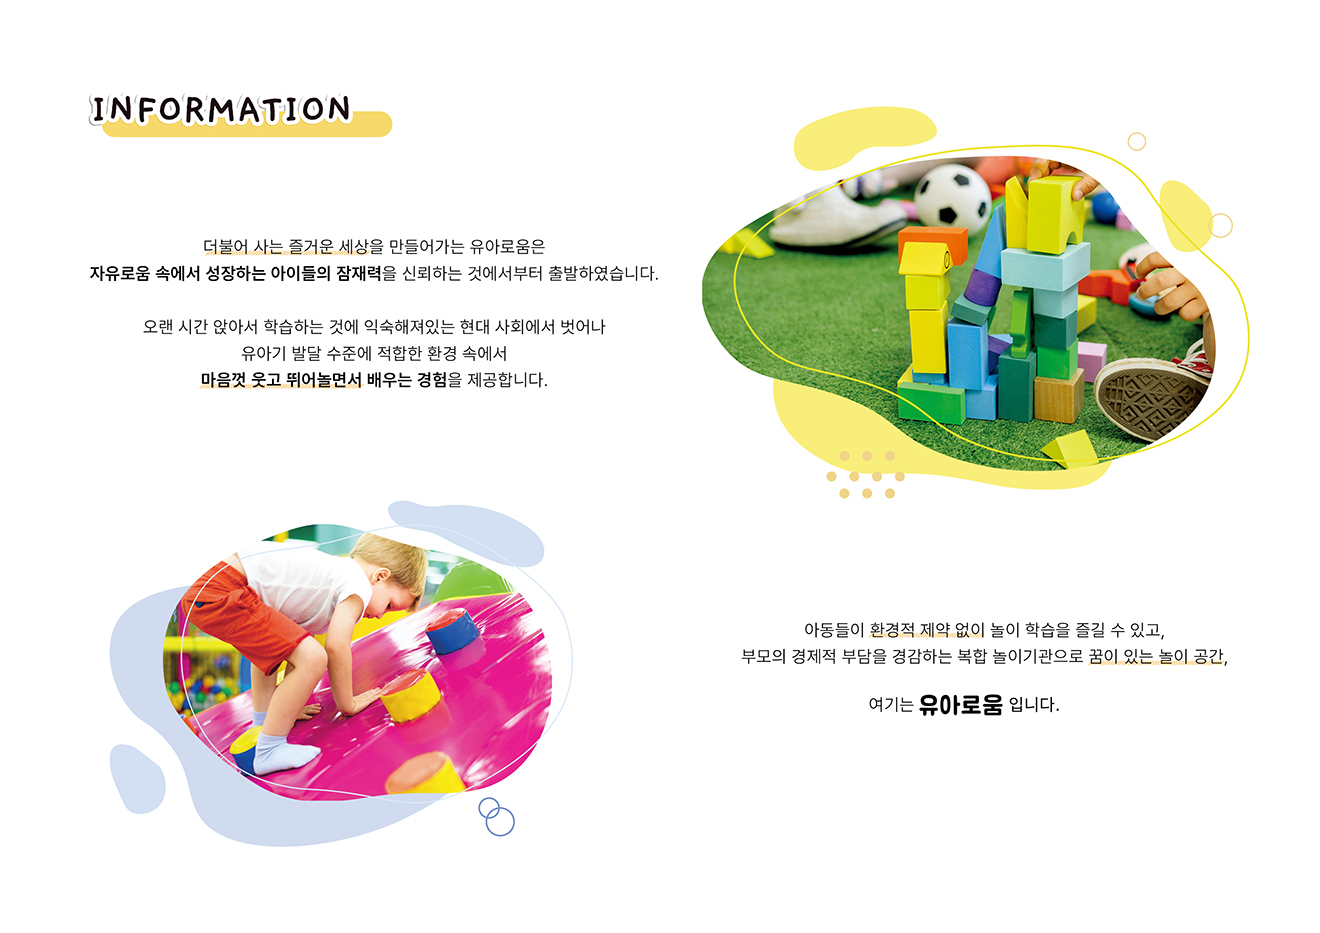 INFORMATION
더불어 사는 즐거운 세상을 만들어가는 유아로움은
자유로움 속에서 성장하는 아이들의 잠재력을 신뢰하는 것에서부터 출발하였습니다.
오랜 시간 앉아서 학습하는 것에 익숙해져있는 현대 사회에서 벗어나
유아기 발달 수준에 적합한 환경 속에서
마음껏 웃고 뛰어놀면서 배우는 경험을 제공합니다.
아동들이 환경적 제약 없이 놀이 학습을 즐길 수 있고,
부모의 경제적 부담을 경감하는 복합 놀이기관으로 꿈이 있는 놀이 공간,
여기는 유아로움 입니다.